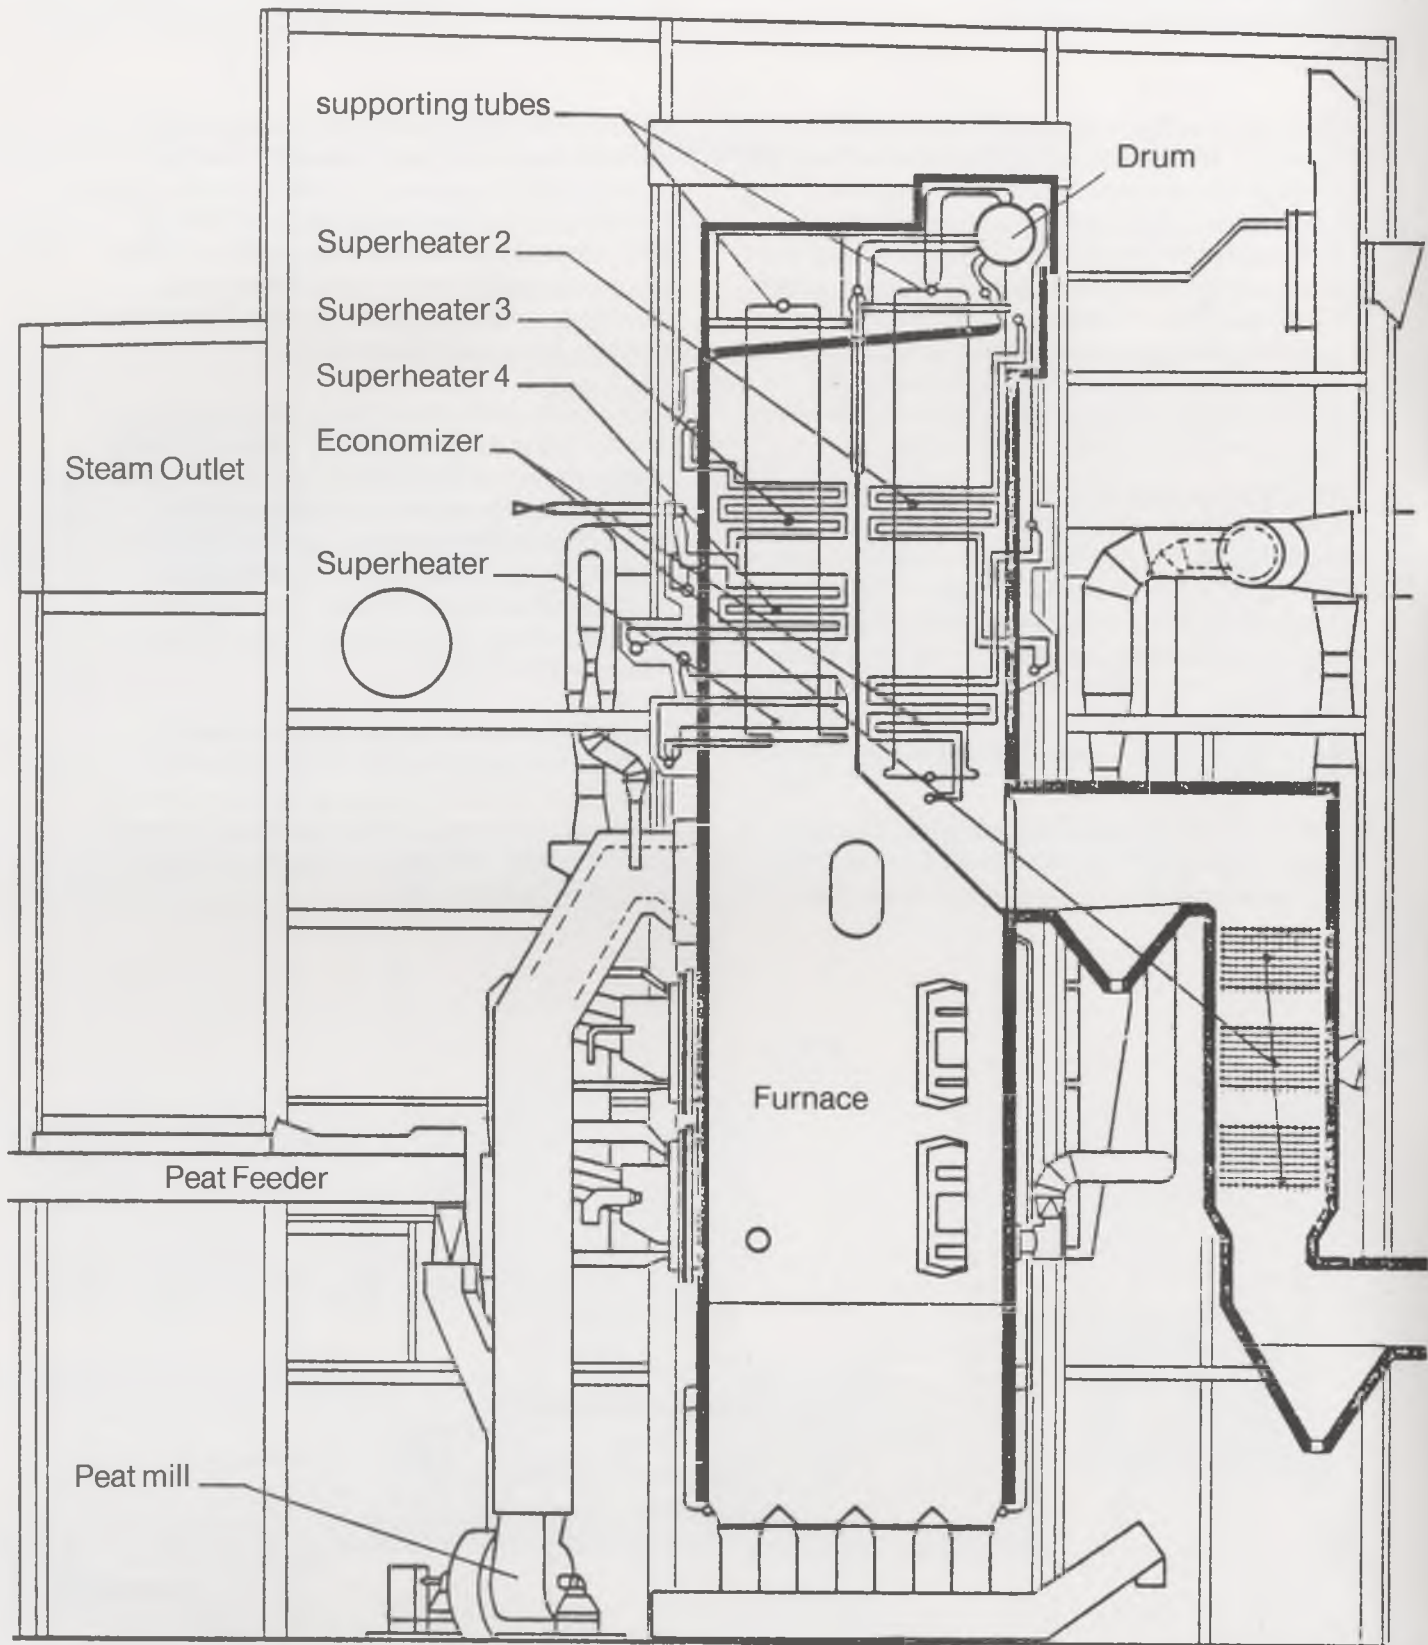 supporting tubes
Drum
Superheater 2
Superheater 3
Superheater 4
Economizer
Steam Outlet
Superheater
Furnace
Peat Feeder
Peat mill